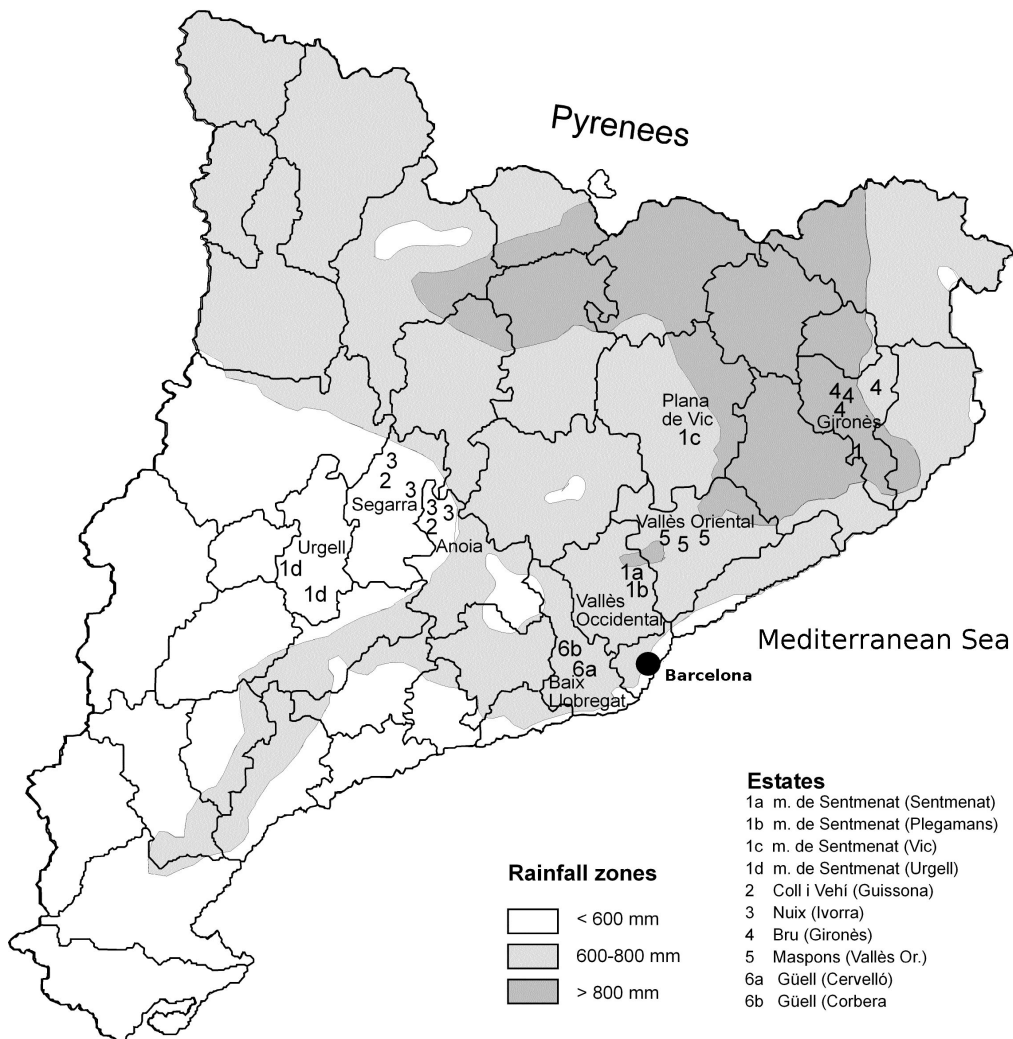 Pyrenees
4
4
4
4
Plana
de Vic
1c
Gironès
1
3
2
3
Segarra
3
3
2
Vallès Oriental
5
5
5
Urgell
Anoia
1d
1d
1a
1b
Vallès
Occidental
6b
6a
Baix
Llobregat
Mediterranean Sea
Barcelona
Estates
1a m. de Sentmenat (Sentmenat)
1b m. de Sentmenat (Plegamans)
1c m. de Sentmenat (Vic)
1d m. de Sentmenat (Urgell)
2 Coll i Vehí (Guissona)
3 Nuix (Ivorra)
4 Bru (Gironès)
5 Maspons (Vallès Or.)
6a Güell (Cervelló)
6b Güell (Corbera
Rainfall zones
< 600 mm
600-800 mm
> 800 mm